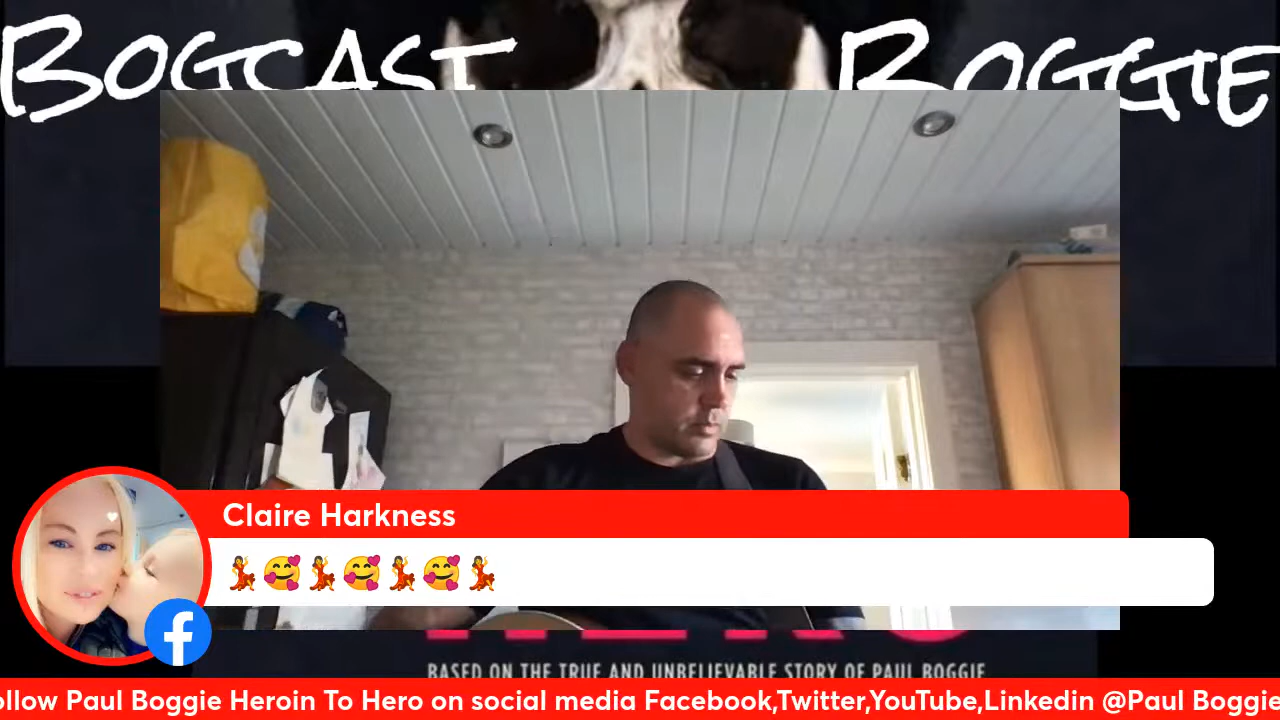 BOGCAST BOGGIE
Claire Harkness
💃🥰💃🥰💃🥰💃
BASED ON THE TRUE AND UNBELIEVABLE STORY OF PAUL BOGGIE
ollow Paul Boggie Heroin To Hero on social media Facebook,Twitter,YouTube,Linkedin @Paul Boggie